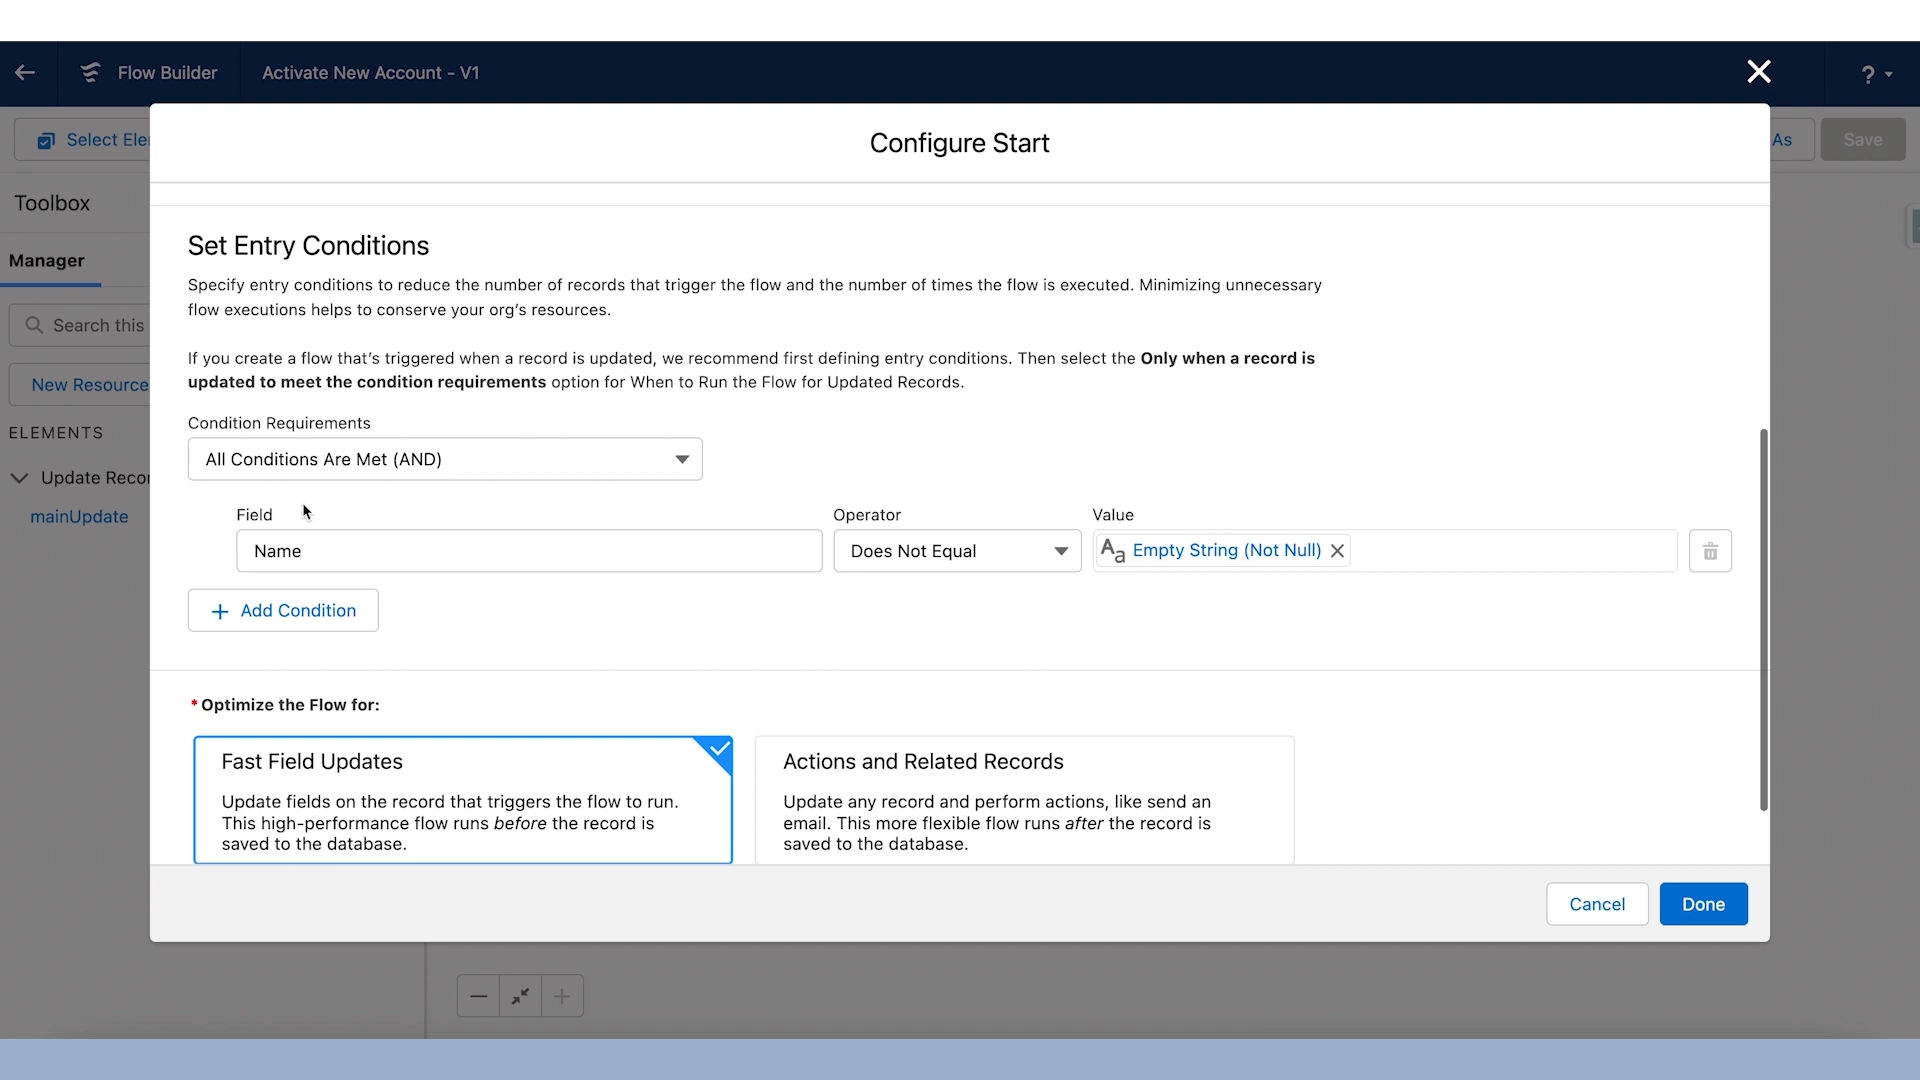 Flow Builder
Activate New Account - V1
?
Select Ele
As
Save
Configure Start
Toolbox
Manager
Search this
New Resource
ELEMENTS
Update Recor
mainUpdate
Set Entry Conditions
Specify entry conditions to reduce the number of records that trigger the flow and the number of times the flow is executed. Minimizing unnecessary
flow executions helps to conserve your org's resources.
If you create a flow that's triggered when a record is updated, we recommend first defining entry conditions. Then select the Only when a record is
updated to meet the condition requirements option for When to Run the Flow for Updated Records.
Condition Requirements
All Conditions Are Met (AND)
Field
Operator
Value
Name
Does Not Equal
Aa Empty String (Not Null)
+ Add Condition
* Optimize the Flow for:
Fast Field Updates
Update fields on the record that triggers the flow to run.
This high-performance flow runs before the record is
saved to the database.
Actions and Related Records
Update any record and perform actions, like send an
email. This more flexible flow runs after the record is
saved to the database.
Cancel
Done